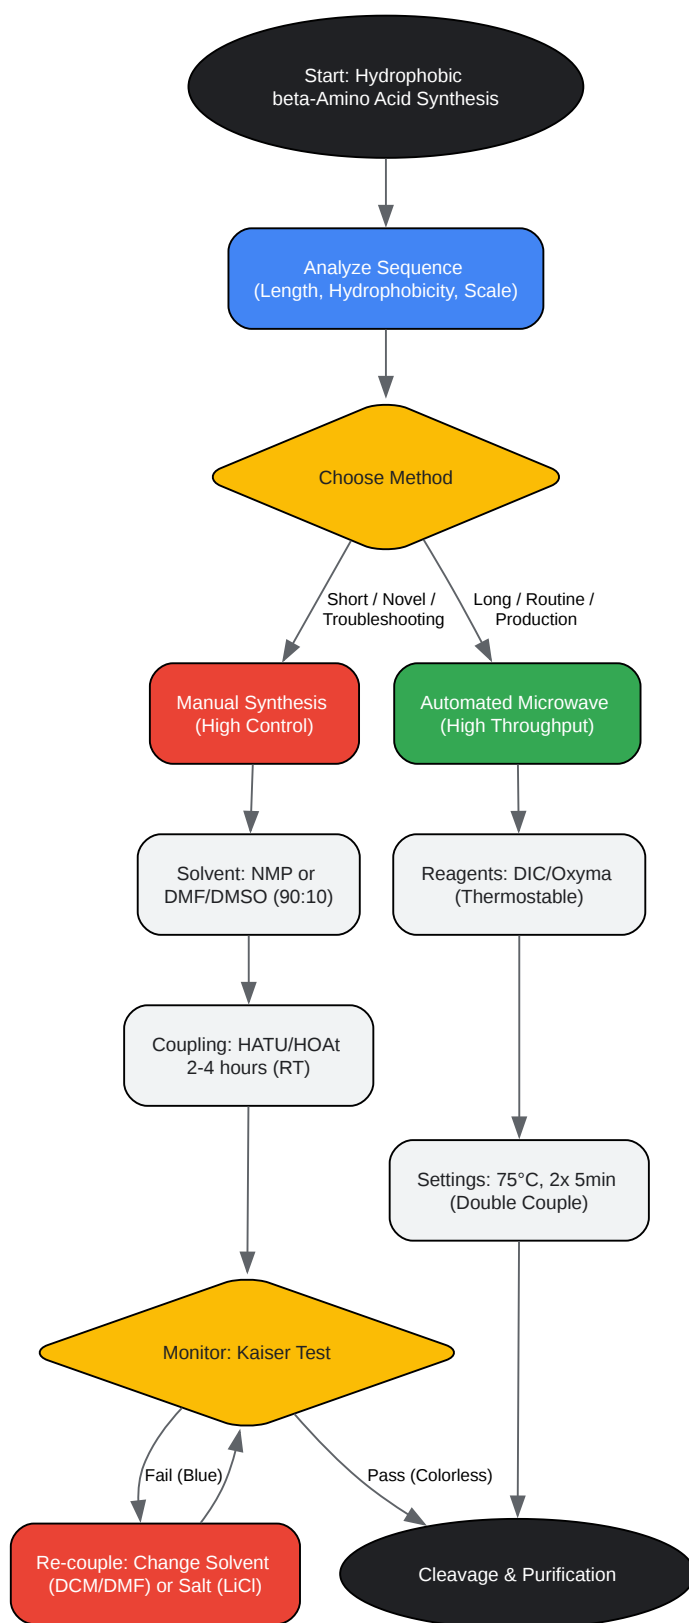 Start: Hydrophobic
beta-Amino Acid Synthesis
Analyze Sequence
(Length, Hydrophobicity, Scale)
Choose Method
Short / Novel /
Troubleshooting
Long / Routine /
Production
Manual Synthesis
(High Control)
Automated Microwave
(High Throughput)
Solvent: NMP or
DMF/DMSO (90:10)
Reagents: DIC/Oxyma
(Thermostable)
Coupling: HATU/HOAt
2-4 hours (RT)
Settings: 75°C, 2x 5min
(Double Couple)
Monitor: Kaiser Test
Fail (Blue)
Pass (Colorless)
Re-couple: Change Solvent
(DCM/DMF) or Salt (LiCl)
Cleavage & Purification